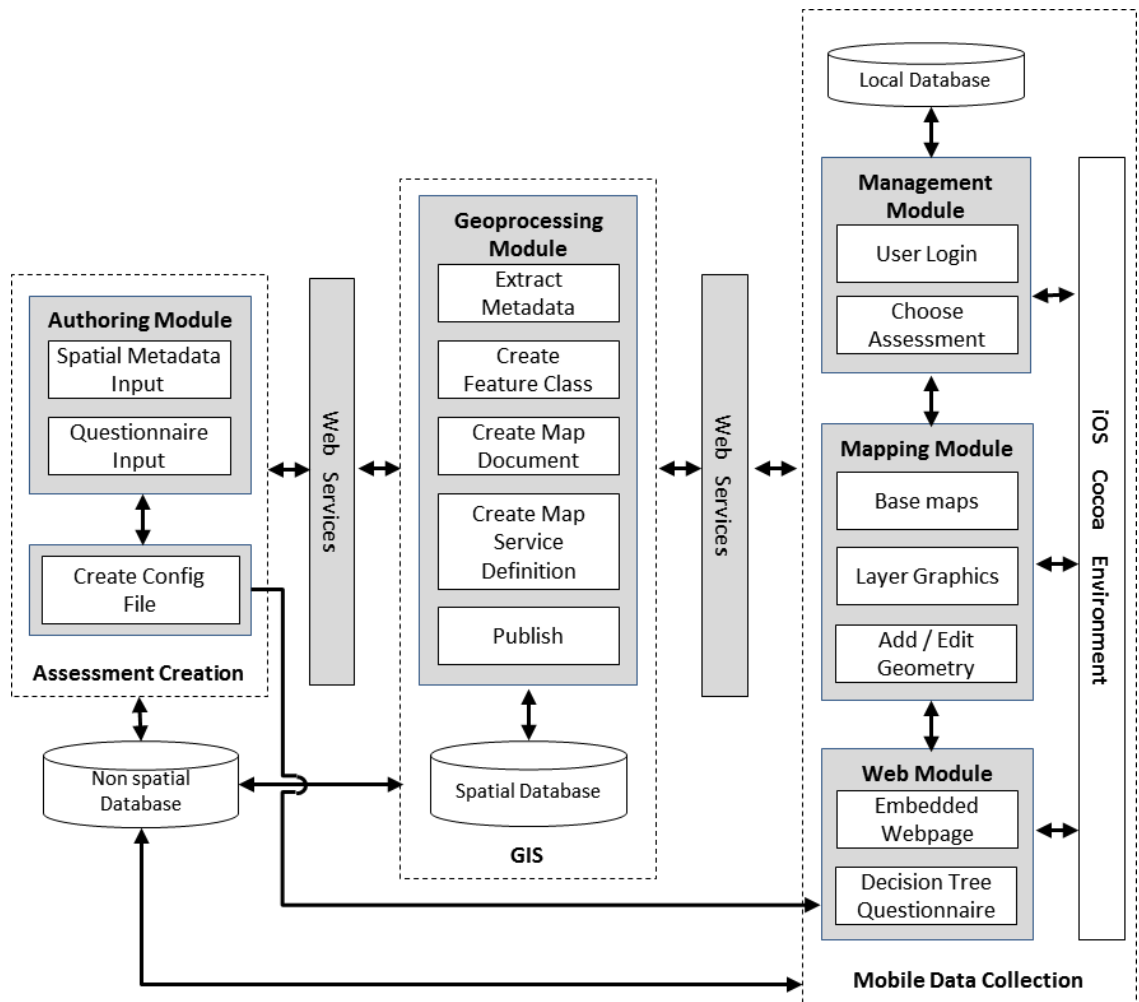 Authoring Module
Spatial Metadata
Input
Questionnaire
Input
Create Config
File
Assessment Creation
Non spatial
Database
Web Services
Geoprocessing
Module
Extract
Metadata
Create
Feature Class
Create Map
Document
Create Map
Service
Definition
Publish
Spatial Database
GIS
Web Services
Local Database
Management
Module
User Login
Choose
Assessment
Mapping Module
Base maps
Layer Graphics
Add / Edit
Geometry
Web Module
Embedded
Webpage
Decision Tree
Questionnaire
iOS Cocoa Environment
Mobile Data Collection